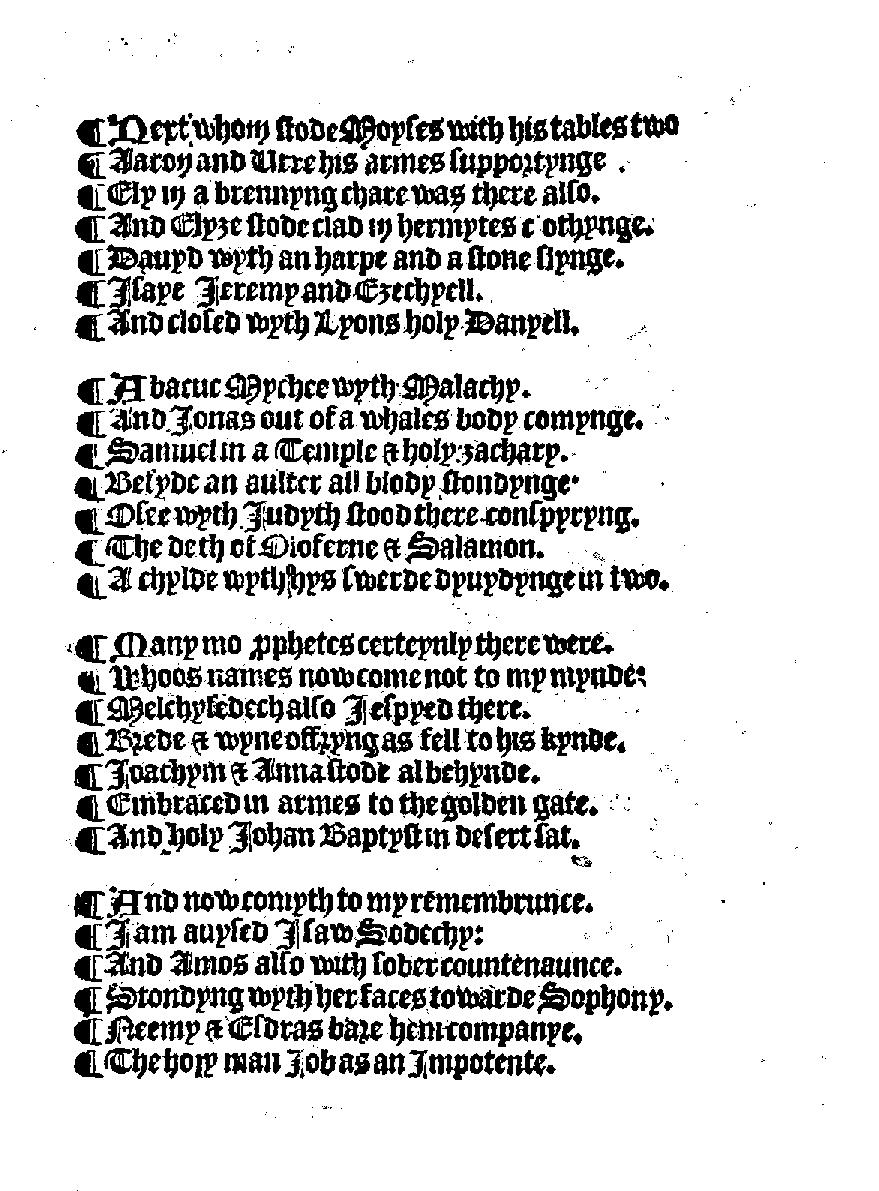 ¶ Next whom stode Moyses with his tables two
¶ Aaron and Urre his armes supportynge .
¶ Ely in a brennyng chare was there also.
¶ And Elyze stode clad in hermytes c othynge.
¶ Dauyd wyth an harpe and a stone slynge.
¶ Isaye Jeremy and Ezechyell.
¶ And closed wyth Lyons holy Danyell.

¶ Abacuc Mychee wyth Malachy.
¶ And Jonas out of a whales body comynge.
¶ Samuel in a Temple & holy zachary.
¶ Besyde an aulter all blody stondynge.
¶ Osee wyth Judyth stood there conspyryng.
¶ The deth of Oloferne & Salamon.
¶ A chylde wyth hys swerde dyuydynge in two.

¶ Many mo ꝓphetes certeynly there were.
¶ Whoos names now come not to my mynde:
¶ Melchysedech also I espyed there.
¶ Brede & wyne offryng as fell to his kynde.
¶ Joachym & Anna stode al behynde.
¶ Embraced in armes to the golden gate.
¶ And holy Johan Baptyst in desert sat.

¶ And now comyth to my remembrunce.
¶ I am auysed I saw Sodechy:
¶ And Amos also with sober countenaunce.
¶ Stondyng wyth her faces towarde Sophony.
¶ Neemy & Esdras bare hem companye.
¶ The holy man Job as an Impotente.